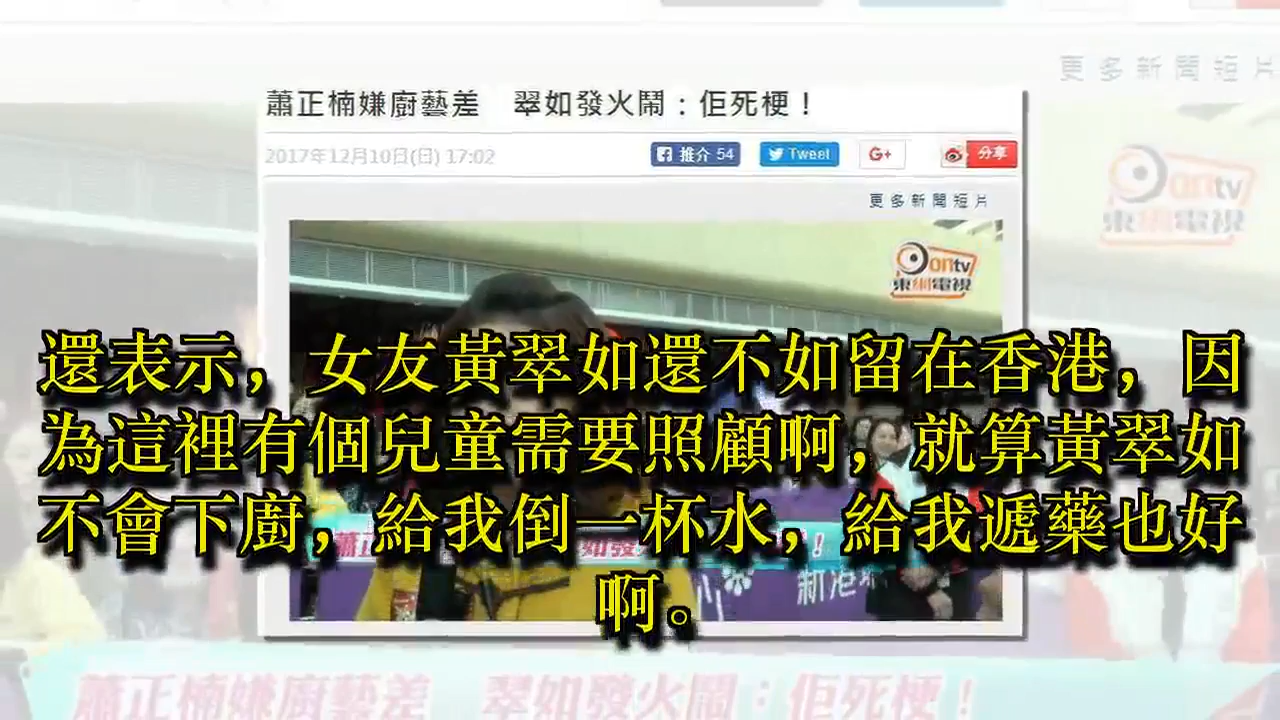 更多新聞短片
蕭正楠嫌廚藝差　翠如發火鬧：佢死梗！
2017年12月10日(日) 17:02
推介 54
Tweet
G+
分享
更多新聞短片
ontv
東網電視
ontv
東網電視
還表示，女友黃翠如還不如留在香港，因
為這裡有個兒童需要照顧啊，就算黃翠如
不會下廚，給我倒一杯水，給我遞藥也好
啊。
新港
蕭正楠嫌廚藝差　翠如發火鬧：佢死梗！